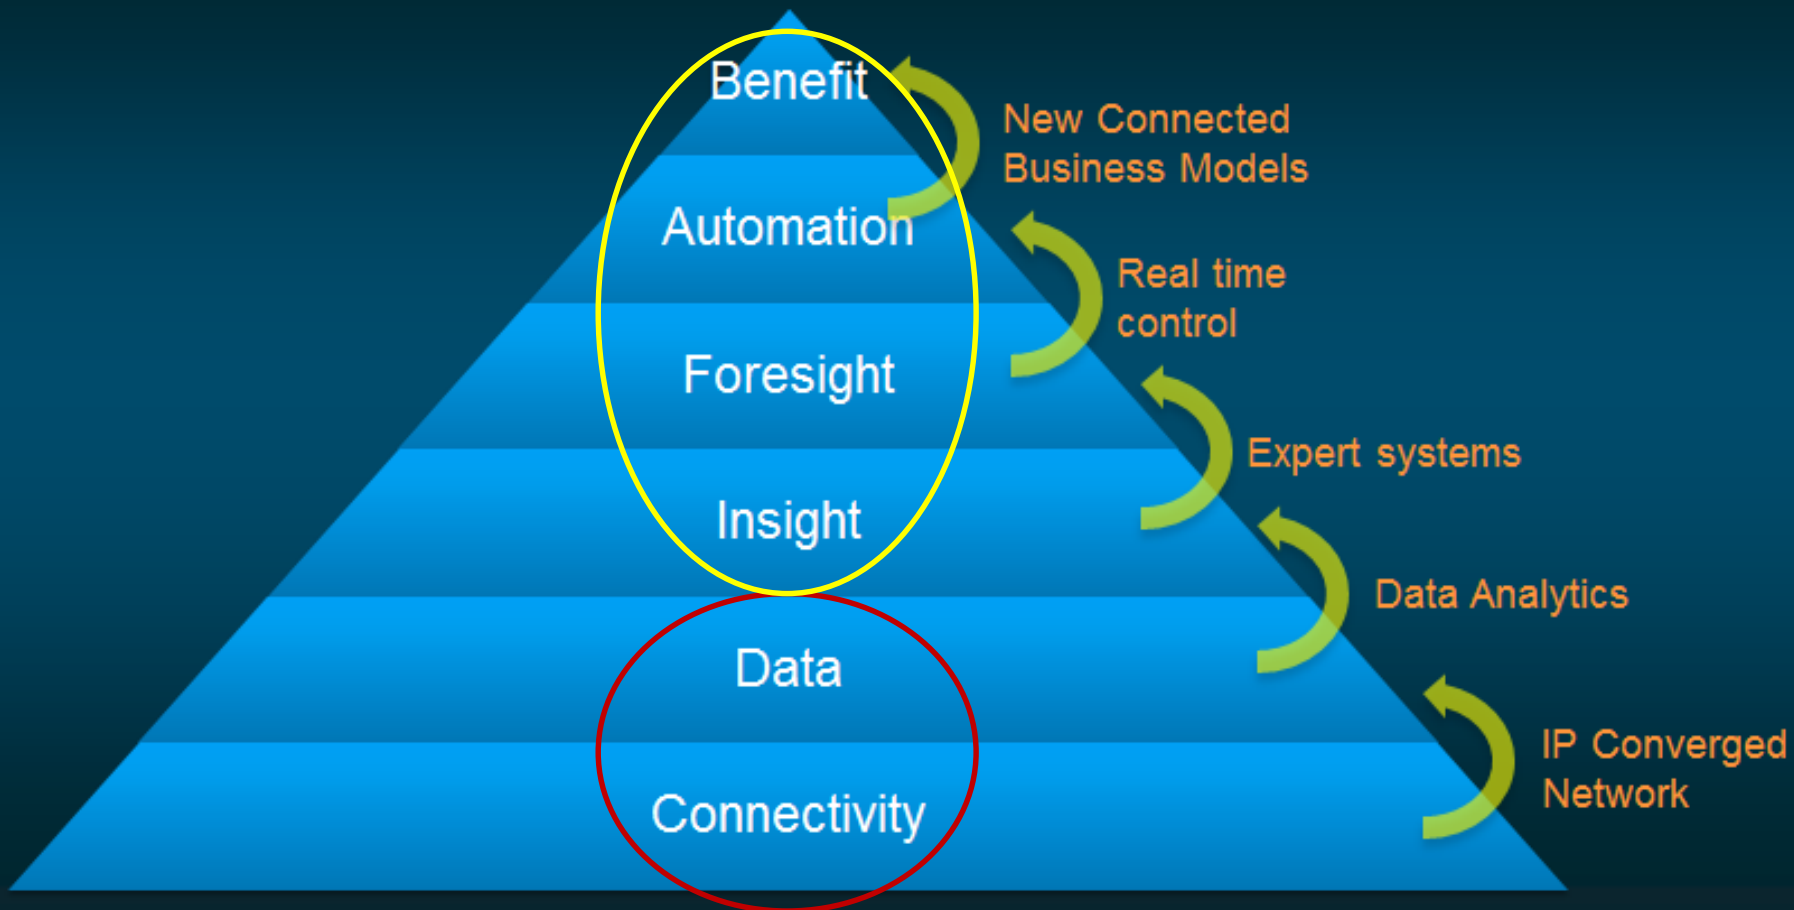 Benefit
New Connected
Business Models
Automation
Real time
control
Foresight
Expert systems
Insight
Data Analytics
Data
IP Converged
Network
Connectivity